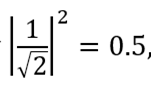 |1/√2|² = 0.5,